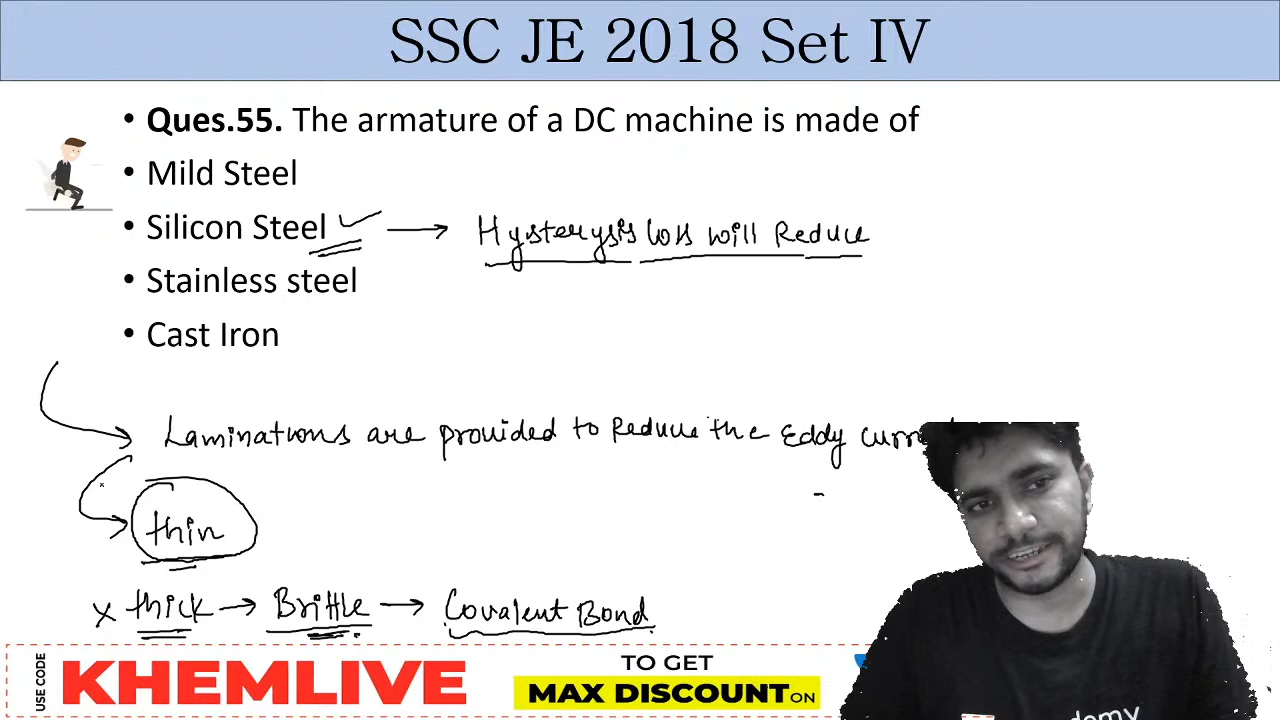 SSC JE 2018 Set IV
• Ques.55. The armature of a DC machine is made of
• Mild Steel
• Silicon Steel ✓ → Hysterysis loss will Reduce
• Stainless steel
• Cast Iron
Laminations are provided to Reduce the Eddy
thin
x thick → Brittle → Covalent Bond
USE CODE
KHEMLIVE
TO GET
MAX DISCOUNT ON